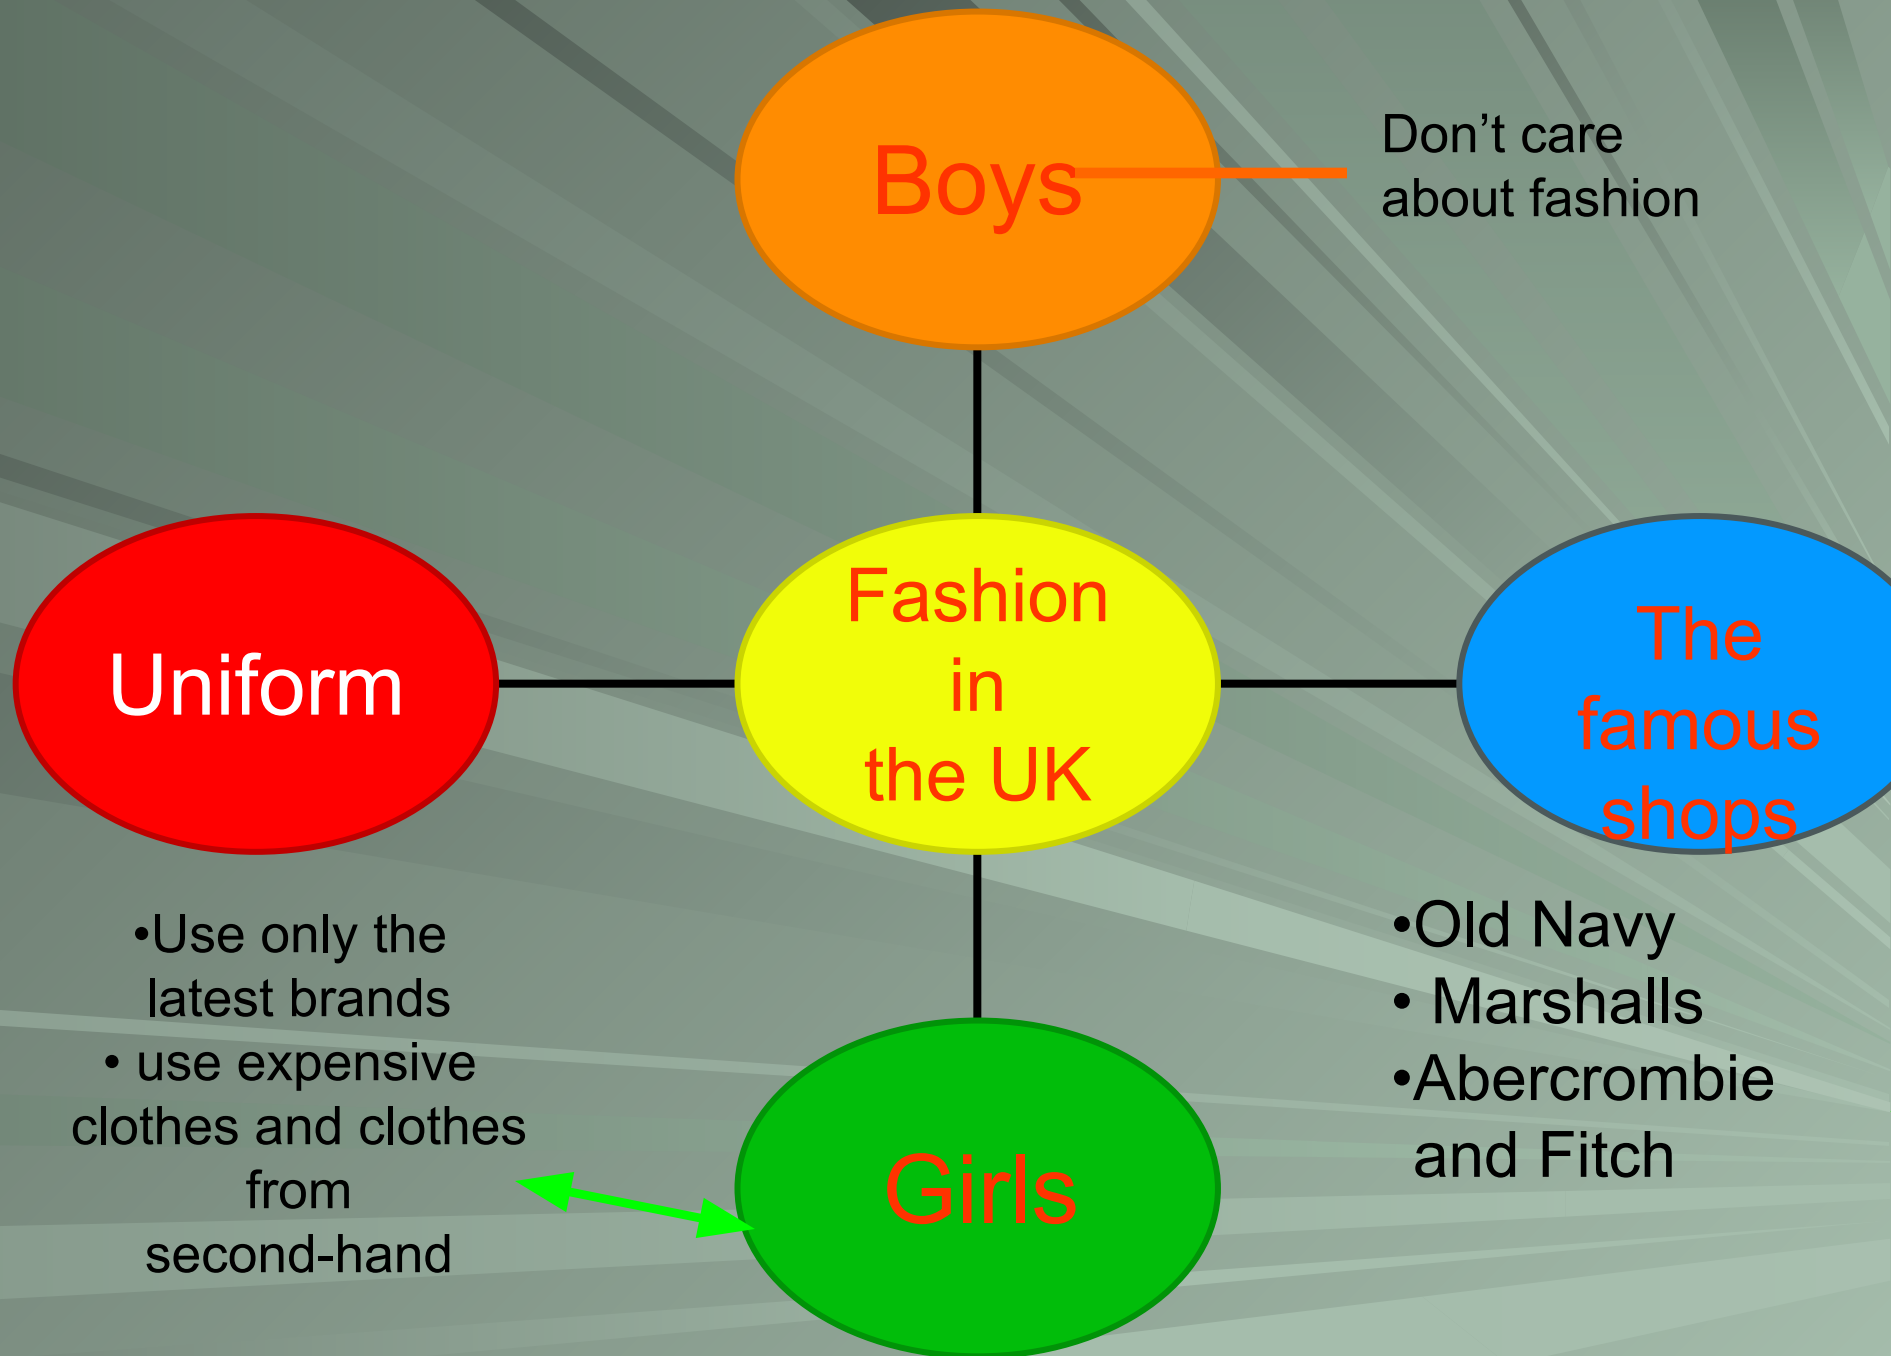 Boys
Don’t care
about fashion
Uniform
Fashion
in
the UK
The
famous
shops
•Use only the
latest brands
• use expensive
clothes and clothes
from
second-hand
Girls
•Old Navy
• Marshalls
•Abercrombie
and Fitch